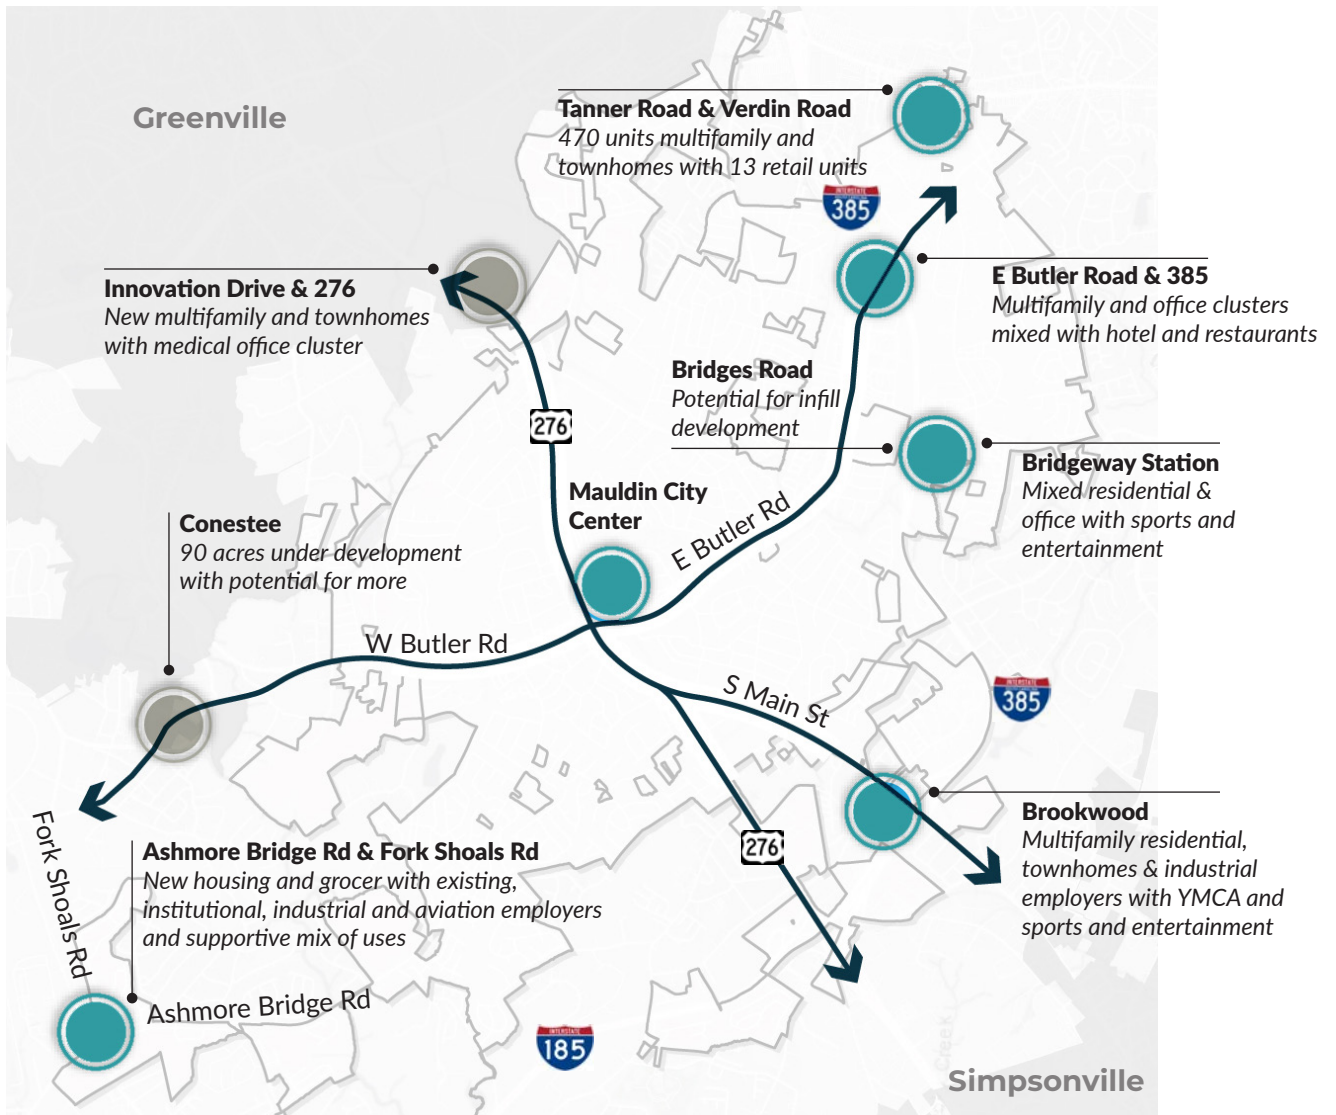 Greenville
Tanner Road & Verdin Road
470 units multifamily and
townhomes with 13 retail units
INTERSTATE
385
Innovation Drive & 276
New multifamily and townhomes
with medical office cluster
E Butler Road & 385
Multifamily and office clusters
mixed with hotel and restaurants
Bridges Road
Potential for infill
development
276
Bridgeway Station
Mixed residential &
office with sports and
entertainment
Mauldin City
Center
E Butler Rd
Conestee
90 acres under development
with potential for more
W Butler Rd
S Main St
INTERSTATE
385
Fork Shoals Rd
Ashmore Bridge Rd & Fork Shoals Rd
New housing and grocer with existing,
institutional, industrial and aviation employers
and supportive mix of uses
276
Brookwood
Multifamily residential,
townhomes & industrial
employers with YMCA and
sports and entertainment
Ashmore Bridge Rd
INTERSTATE
185
Creek
Simpsonville